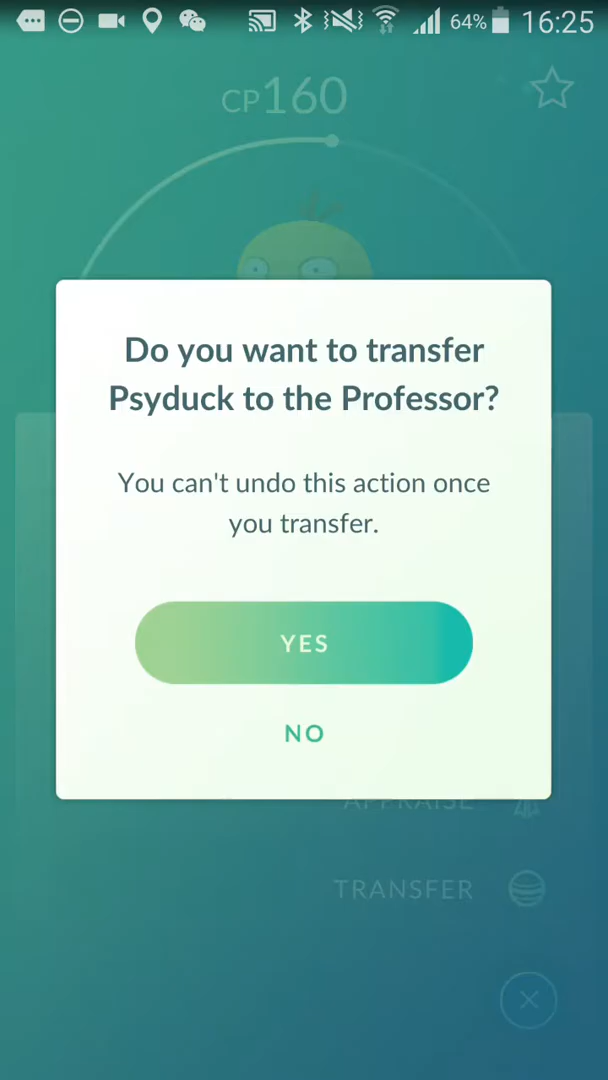 64% 16:25
CP160
Do you want to transfer
Psyduck to the Professor?
You can't undo this action once
you transfer.
YES
NO
APPRAISE
TRANSFER